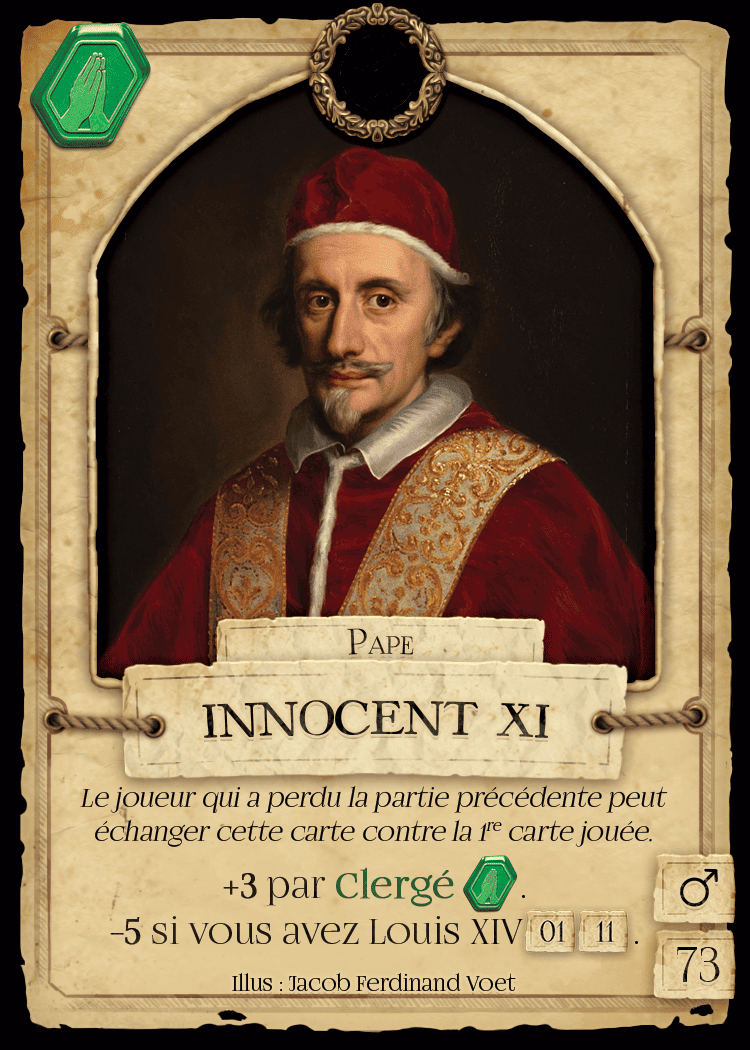 PAPE
INNOCENT XI
Le joueur qui a perdu la partie précédente peut
échanger cette carte contre la 1re carte jouée.
+3 par Clergé .
-5 si vous avez Louis XIV 01 11 .
♂
73
Illus : Jacob Ferdinand Voet